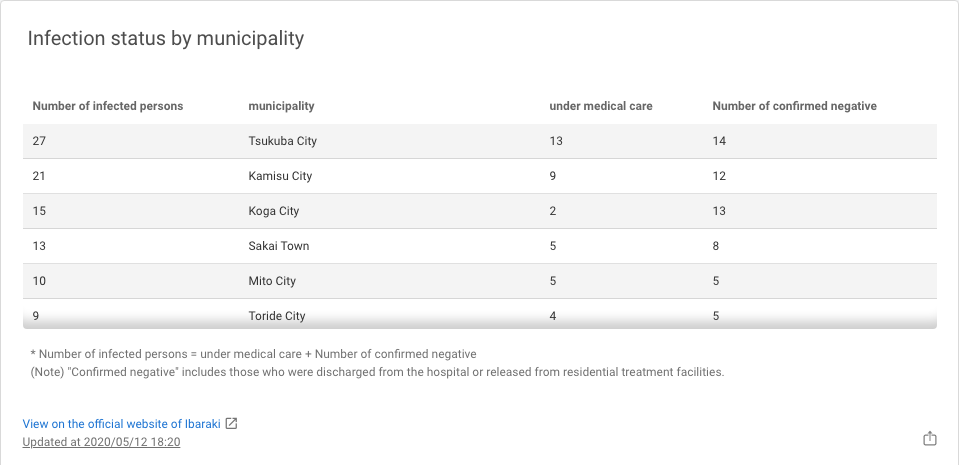 Infection status by municipality
Number of infected persons municipality under medical care Number of confirmed negative
27 Tsukuba City 13 14
21 Kamisu City 9 12
15 Koga City 2 13
13 Sakai Town 5 8
10 Mito City 5 5
9 Toride City 4 5
* Number of infected persons = under medical care + Number of confirmed negative
(Note) "Confirmed negative" includes those who were discharged from the hospital or released from residential treatment facilities.
View on the official website of Ibaraki
Updated at 2020/05/12 18:20